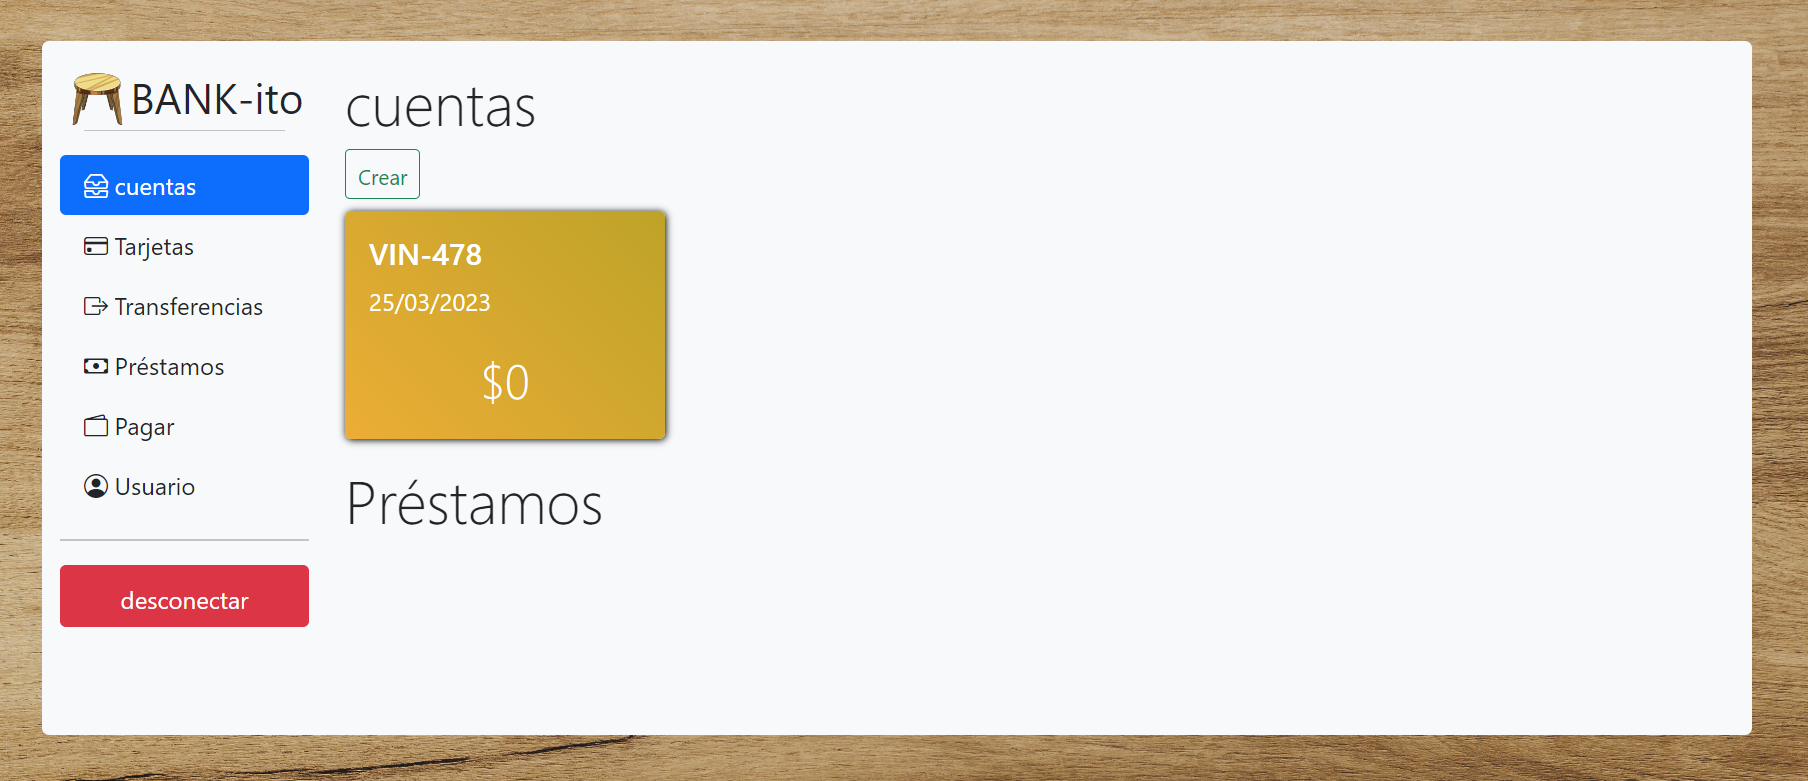 BANK-ito
cuentas
Tarjetas
Transferencias
Préstamos
Pagar
Usuario
desconectar
cuentas
Crear
VIN-478
25/03/2023
$0
Préstamos